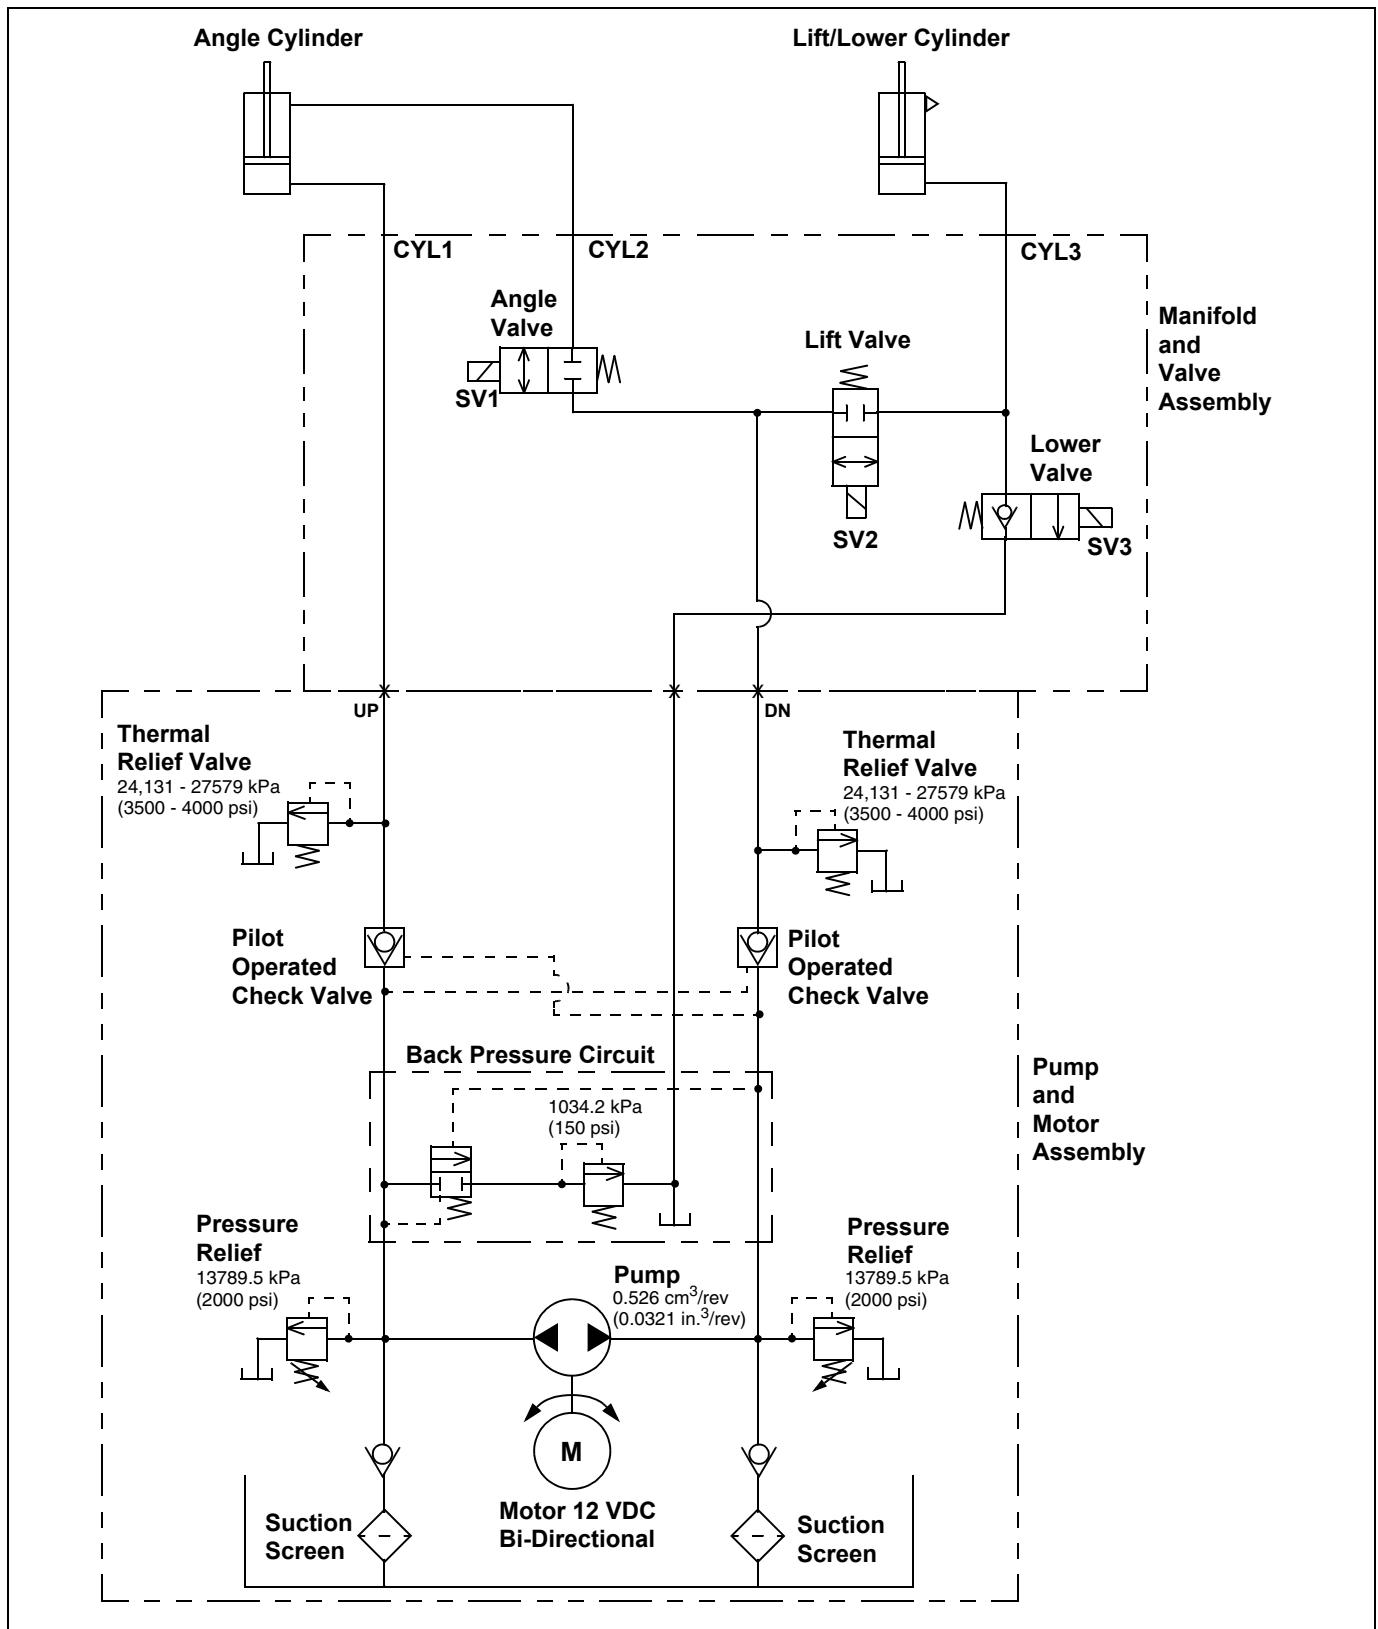 Angle Cylinder
Lift/Lower Cylinder
CYL1
CYL2
CYL3
Angle
Valve
SV1
Lift Valve
SV2
Lower
Valve
SV3
Manifold
and
Valve
Assembly
UP
DN
Thermal
Relief Valve
24,131 - 27579 kPa
(3500 - 4000 psi)
Thermal
Relief Valve
24,131 - 27579 kPa
(3500 - 4000 psi)
Pilot
Operated
Check Valve
Pilot
Operated
Check Valve
Back Pressure Circuit
1034.2 kPa
(150 psi)
Pump
and
Motor
Assembly
Pressure
Relief
13789.5 kPa
(2000 psi)
Pump
0.526 cm³/rev
(0.0321 in.³/rev)
Pressure
Relief
13789.5 kPa
(2000 psi)
M
Motor 12 VDC
Bi-Directional
Suction
Screen
Suction
Screen